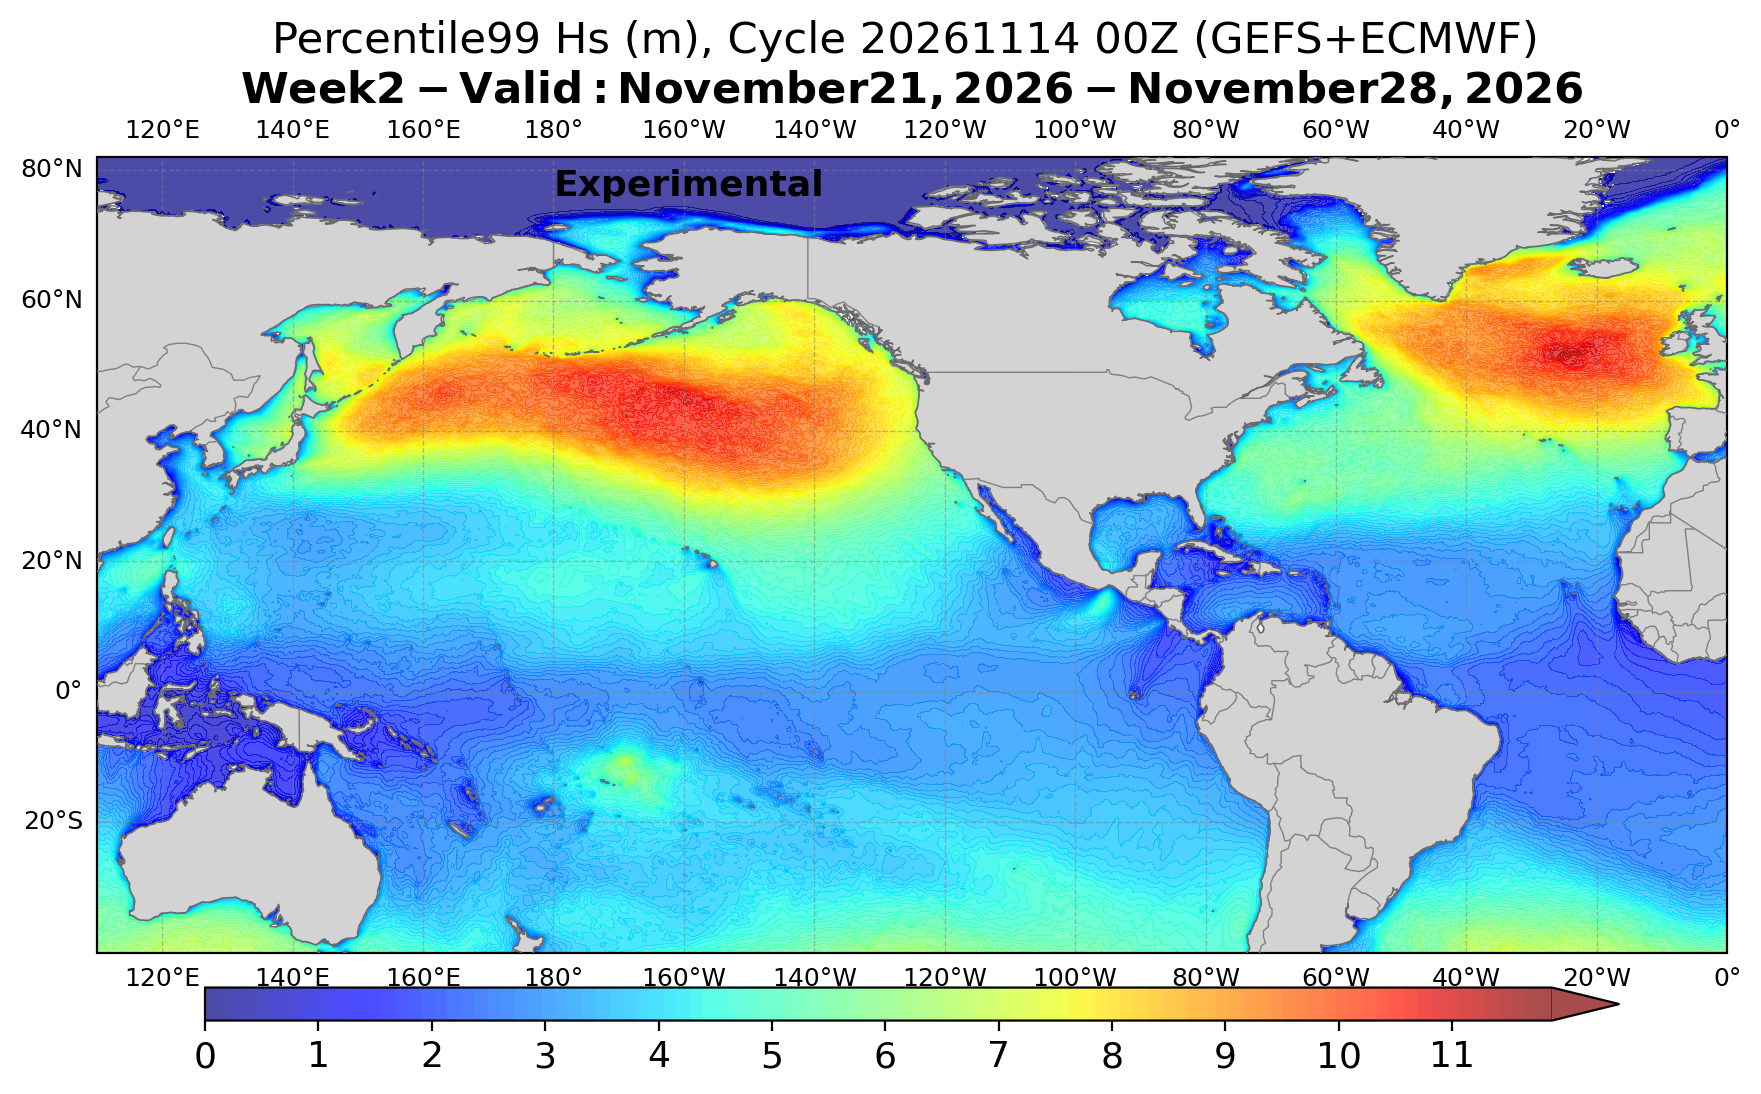 Percentile99 Hs (m), Cycle 20261114 00Z (GEFS+ECMWF)
Week2 − Valid : November21, 2026 − November28, 2026
120°E 140°E 160°E 180° 160°W 140°W 120°W 100°W 80°W 60°W 40°W 20°W 0°
80°N
Experimental
60°N
40°N
20°N
0°
20°S
120°E 140°E 160°E 180° 160°W 140°W 120°W 100°W 80°W 60°W 40°W 20°W 0°
0 1 2 3 4 5 6 7 8 9 10 11